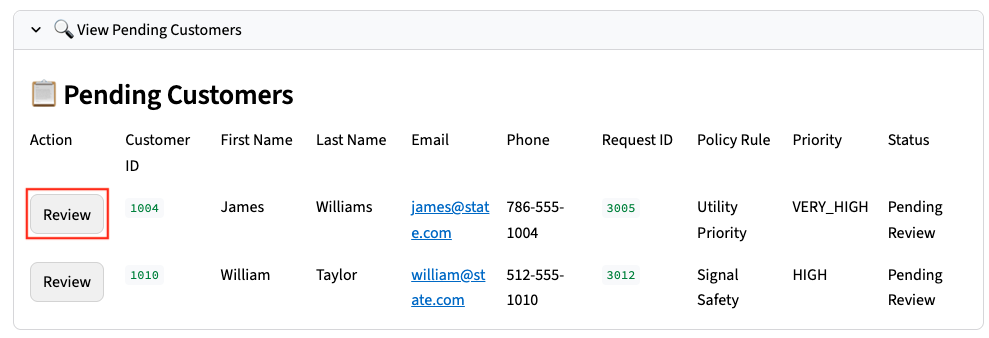 View Pending Customers
Pending Customers
Action Customer ID First Name Last Name Email Phone Request ID Policy Rule Priority Status
Review 1004 James Williams james@state.com 786-555-1004 3005 Utility Priority VERY_HIGH Pending Review
Review 1010 William Taylor william@state.com 512-555-1010 3012 Signal Safety HIGH Pending Review